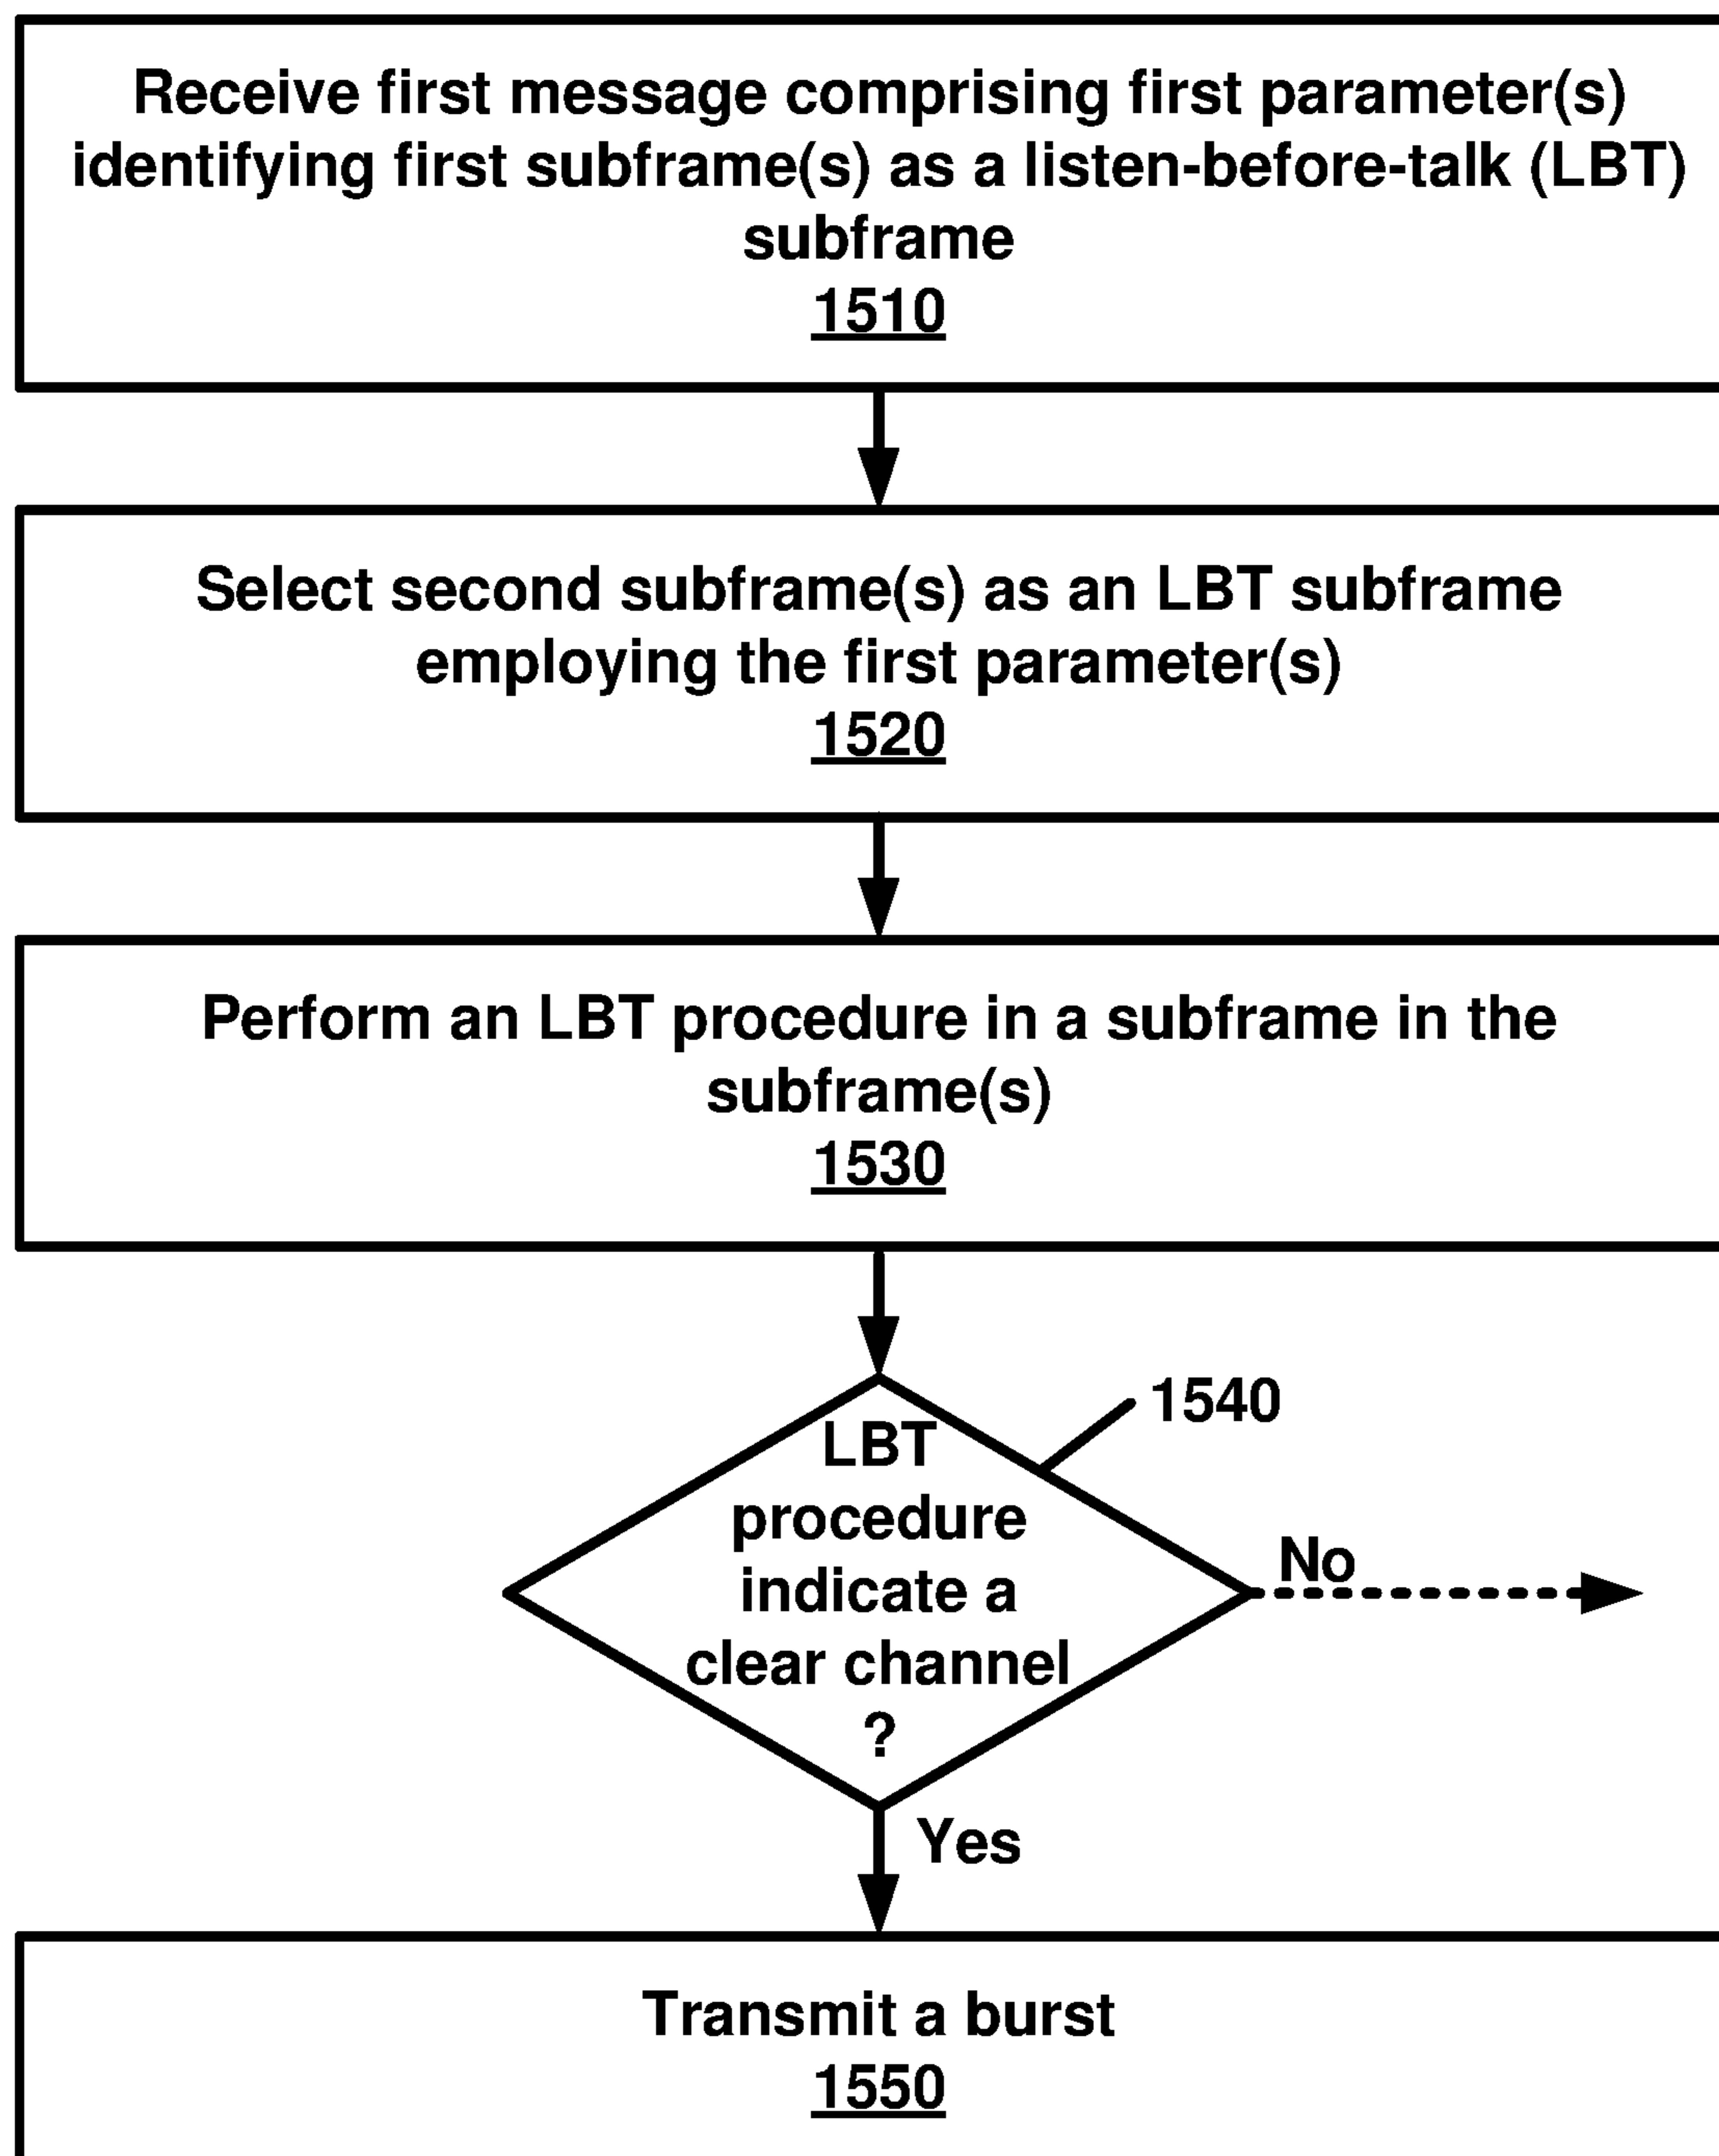 Receive first message comprising first parameter(s)
identifying first subframe(s) as a listen-before-talk (LBT)
subframe
1510
Select second subframe(s) as an LBT subframe
employing the first parameter(s)
1520
Perform an LBT procedure in a subframe in the
subframe(s)
1530
1540
LBT
procedure
indicate a
clear channel
?
No
Yes
Transmit a burst
1550